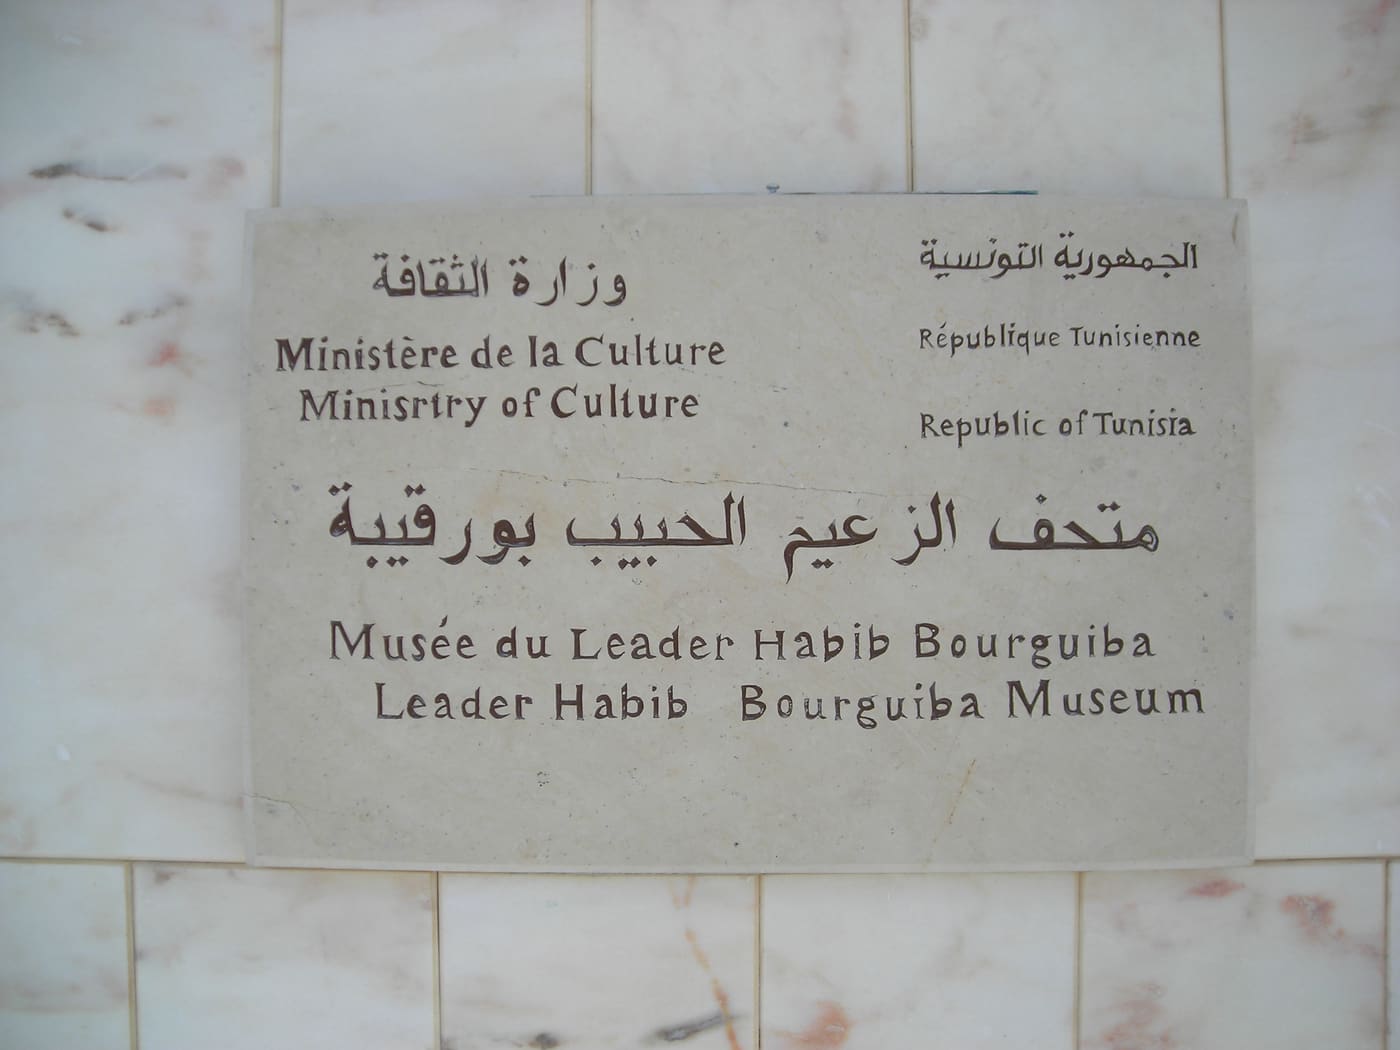 الجمهورية التونسية
République Tunisienne
Republic of Tunisia
وزارة الثقافة
Ministère de la Culture
Minisrtry of Culture
متحف الزعيم الحبيب بورقيبة
Musée du Leader Habib Bourguiba
Leader Habib Bourguiba Museum